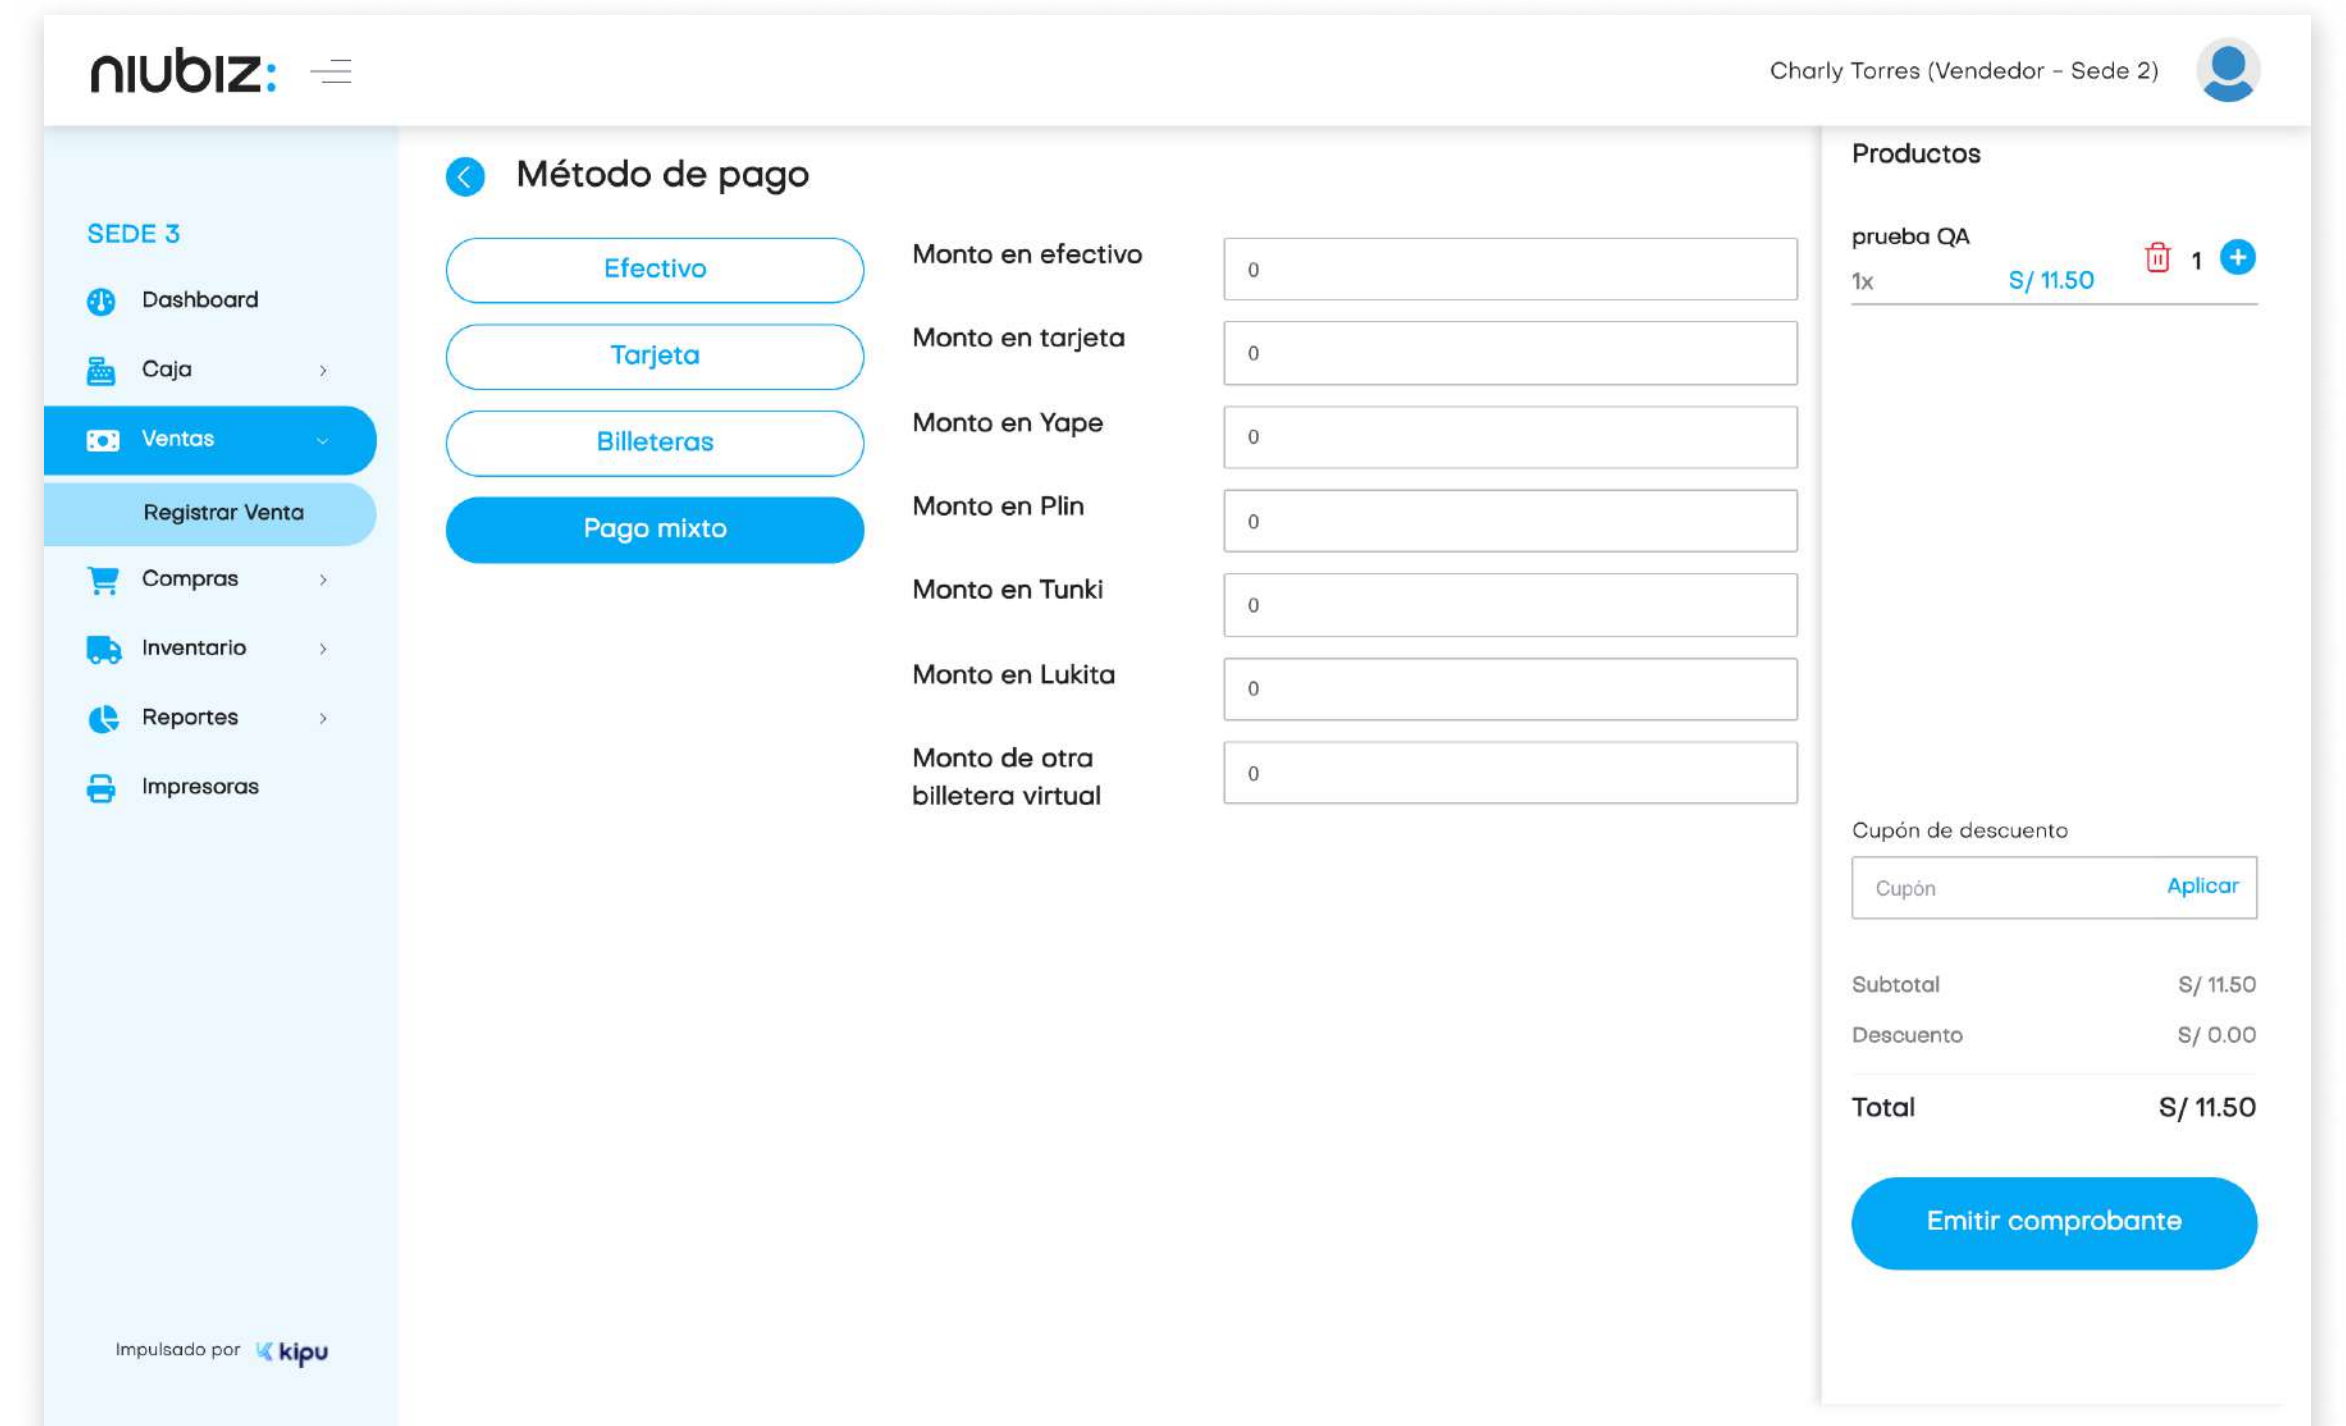 niubiz:
Charly Torres (Vendedor - Sede 2)
SEDE 3
Dashboard
Caja
Ventas
Registrar Venta
Compras
Inventario
Reportes
Impresoras
Impulsado por kipu
Método de pago
Efectivo
Tarjeta
Billeteras
Pago mixto
Monto en efectivo
0
Monto en tarjeta
0
Monto en Yape
0
Monto en Plin
0
Monto en Tunki
0
Monto en Lukita
0
Monto de otra
billetera virtual
0
Productos
prueba QA
1x S/ 11.50
1
Cupón de descuento
Cupón Aplicar
Subtotal S/ 11.50
Descuento S/ 0.00
Total S/ 11.50
Emitir comprobante